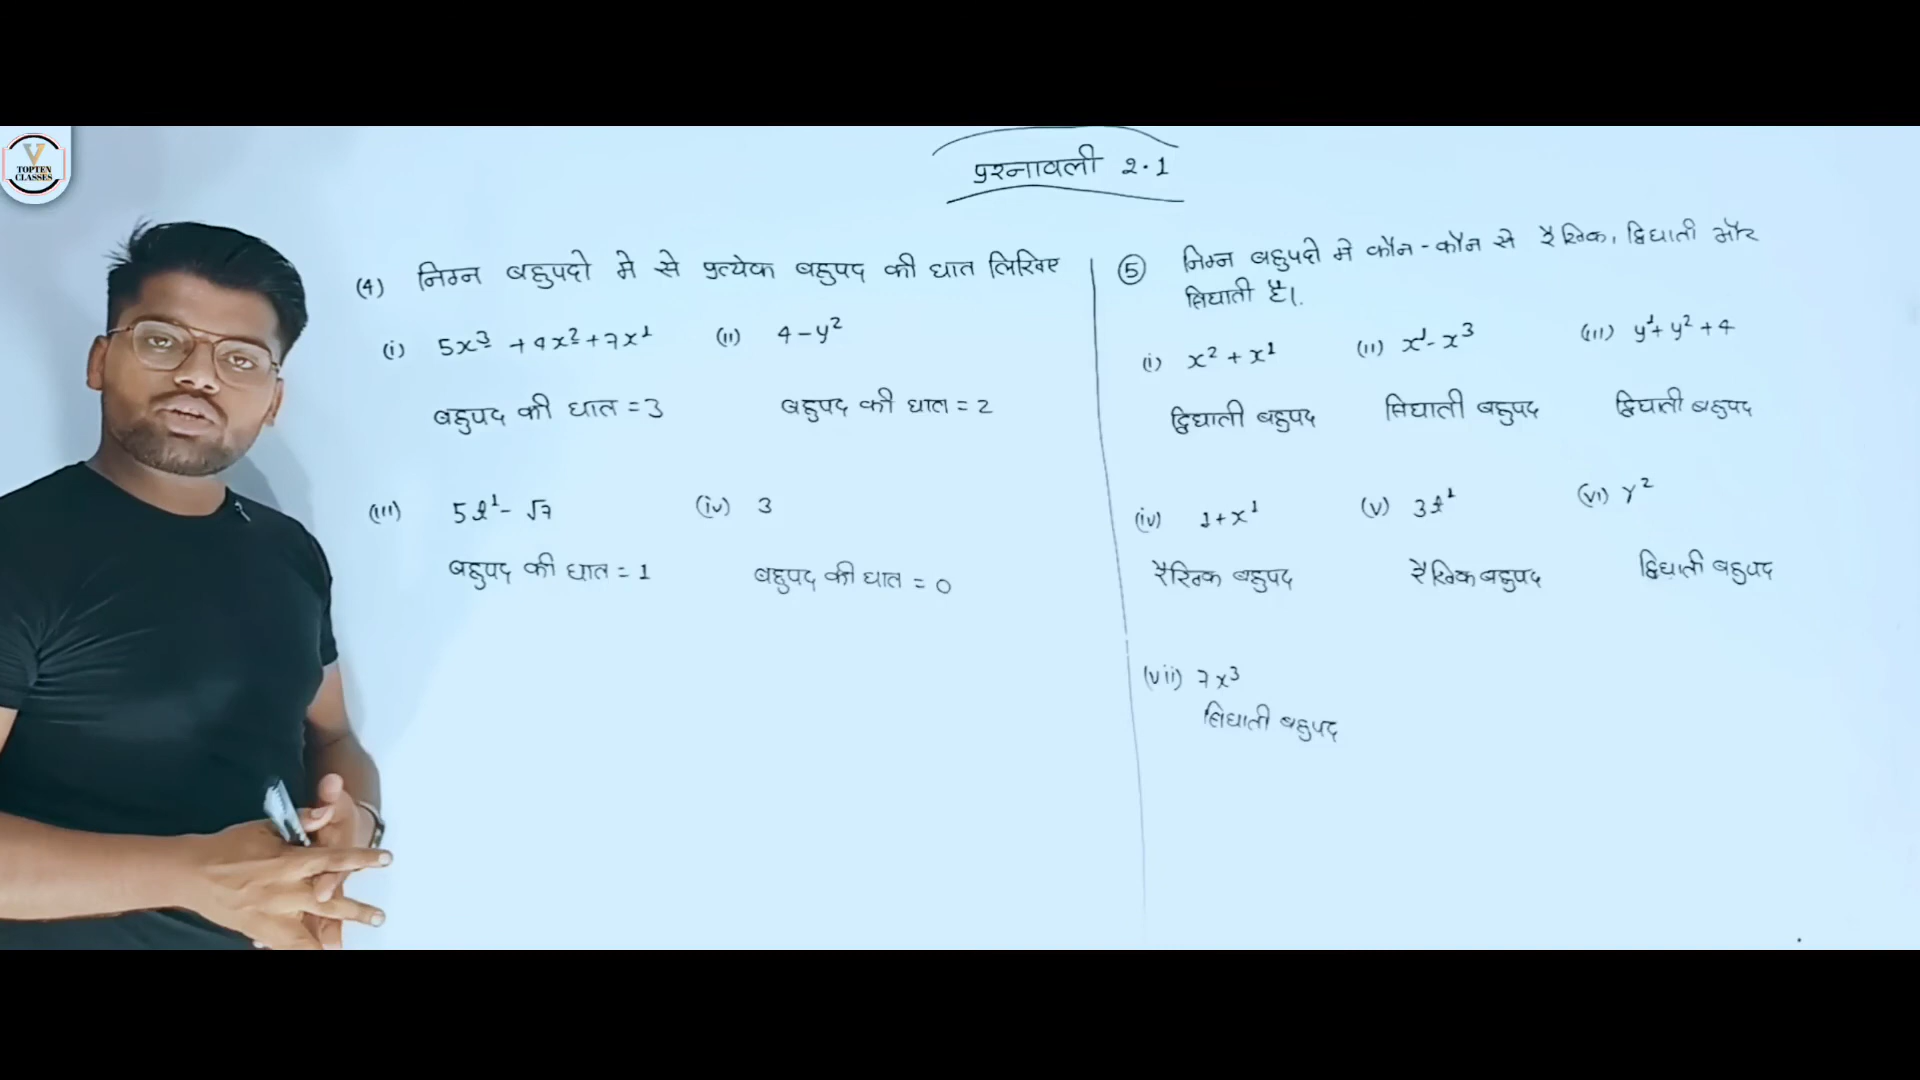 V
TOPTEN
CLASSES
प्रश्नावली 2.1
(4) निम्न बहुपदो मे से प्रत्येक बहुपद की घात लिखिए
(i) 5x³ + 4x² + 7x¹ (ii) 4 - y²
बहुपद की घात = 3 बहुपद की घात = 2
(iii) 5t¹ - √7 (iv) 3
बहुपद की घात = 1 बहुपद की घात = 0
(5) निम्न बहुपदो मे कौन-कौन से रैखिक, द्विघाती और
त्रिघाती है।.
(i) x² + x¹ (ii) x¹ - x³ (iii) y¹ + y² + 4
द्विघाती बहुपद त्रिघाती बहुपद द्विघाती बहुपद
(iv) 1 + x¹ (v) 3t¹ (vi) r²
रैखिक बहुपद रैखिक बहुपद द्विघाती बहुपद
(vii) 7x³
त्रिघाती बहुपद